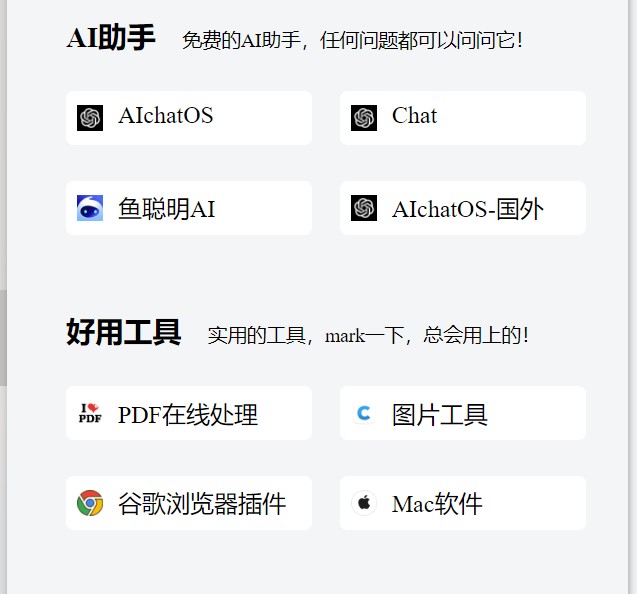 AI助手 免费的AI助手，任何问题都可以问问它！
AIchatOS Chat
鱼聪明AI AIchatOS-国外
好用工具 实用的工具，mark一下，总会用上的！
I PDF PDF在线处理 C 图片工具
谷歌浏览器插件 Mac软件